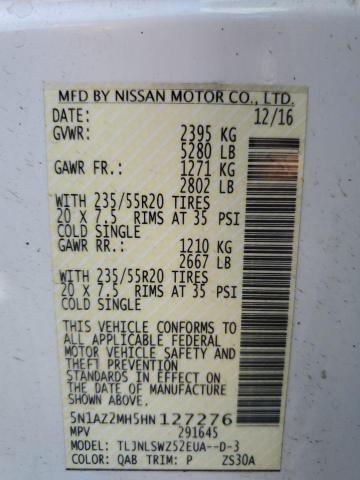 MFD BY NISSAN MOTOR CO., LTD.
DATE: 12/16
GVWR: 2395 KG
5280 LB
GAWR FR.: 1271 KG
2802 LB
WITH 235/55R20 TIRES
20 X 7.5 RIMS AT 35 PSI
COLD SINGLE
GAWR RR.: 1210 KG
2667 LB
WITH 235/55R20 TIRES
20 X 7.5 RIMS AT 35 PSI
COLD SINGLE
THIS VEHICLE CONFORMS TO
ALL APPLICABLE FEDERAL
MOTOR VEHICLE SAFETY AND
THEFT PREVENTION
STANDARDS IN EFFECT ON
THE DATE OF MANUFACTURE
SHOWN ABOVE.
5N1AZ2MH5HN127276
MPV 291645
MODEL: TLJNLSWZ52EUA--D-3
COLOR: QAB TRIM: P ZS30A